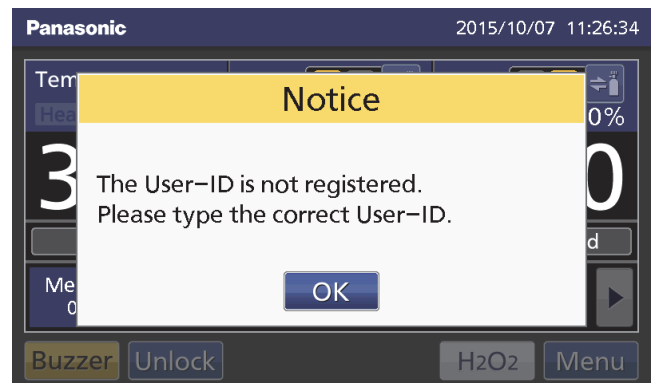 Panasonic 2015/10/07 11:26:34
Notice
0%
The User-ID is not registered.
Please type the correct User-ID.
OK
Buzzer Unlock H2O2 Menu